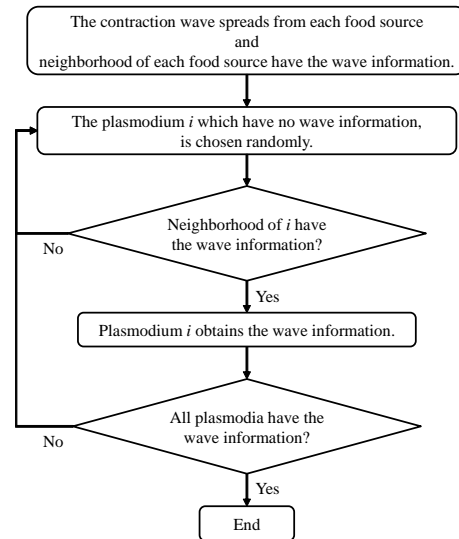 The contraction wave spreads from each food source
and
neighborhood of each food source have the wave information.
The plasmodium i which have no wave information,
is chosen randomly.
Neighborhood of i have
the wave information?
No
Yes
Plasmodium i obtains the wave information.
All plasmodia have the
wave information?
No
Yes
End